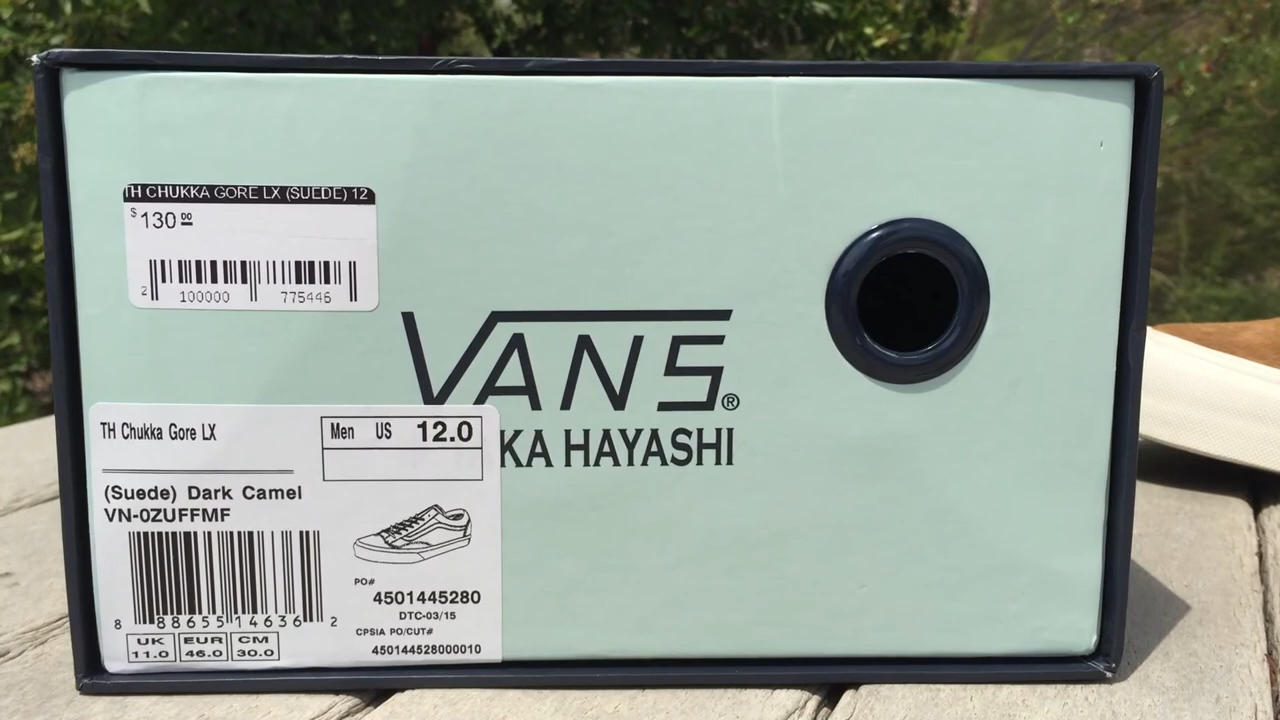 TH CHUKKA GORE LX (SUEDE) 12
$130 00
2 100000 775446
VANS®
KA HAYASHI
TH Chukka Gore LX
Men US 12.0
(Suede) Dark Camel
VN-0ZUFFMF
8 88655 14636 2
UK EUR CM
11.0 46.0 30.0
PO#
4501445280
DTC-03/15
CPSIA PO/CUT#
450144528000010